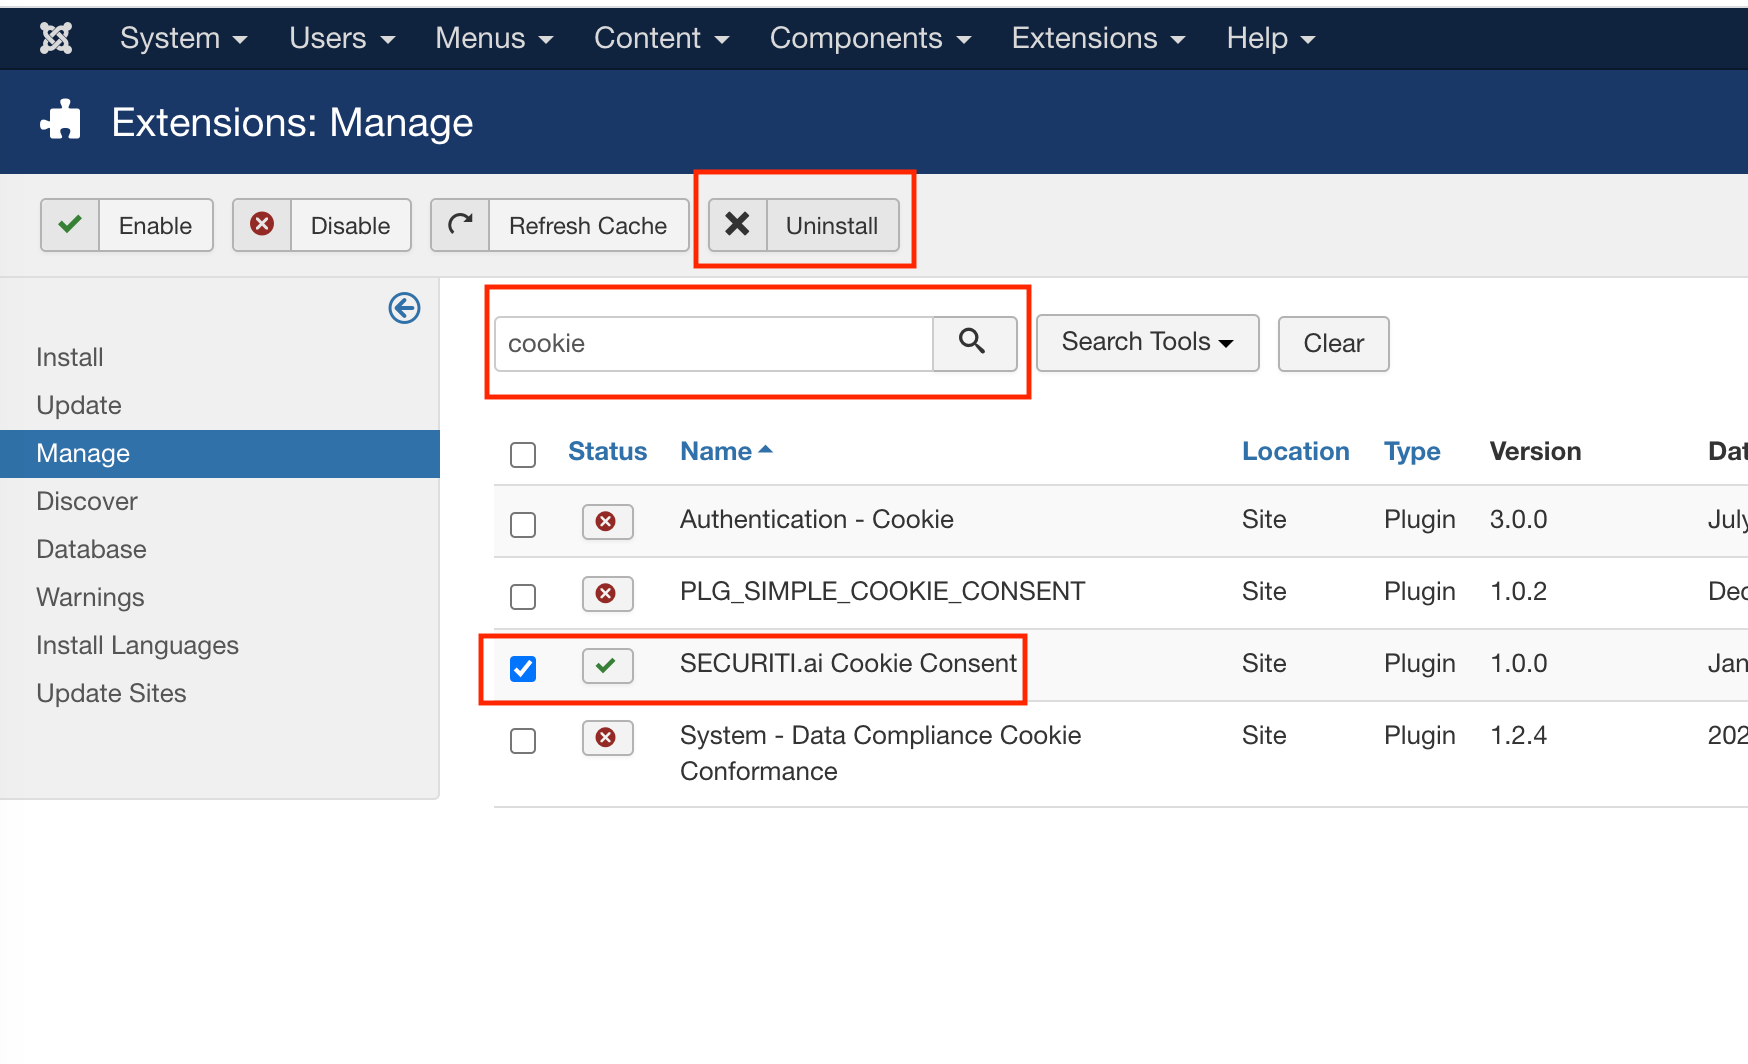 System Users Menus Content Components Extensions Help
Extensions: Manage
Enable Disable Refresh Cache Uninstall
Install
Update
Manage
Discover
Database
Warnings
Install Languages
Update Sites
cookie Search Tools Clear
Status Name Location Type Version Dat
Authentication - Cookie Site Plugin 3.0.0 July
PLG_SIMPLE_COOKIE_CONSENT Site Plugin 1.0.2 Dec
SECURITI.ai Cookie Consent Site Plugin 1.0.0 Jan
System - Data Compliance Cookie Site Plugin 1.2.4 202
Conformance